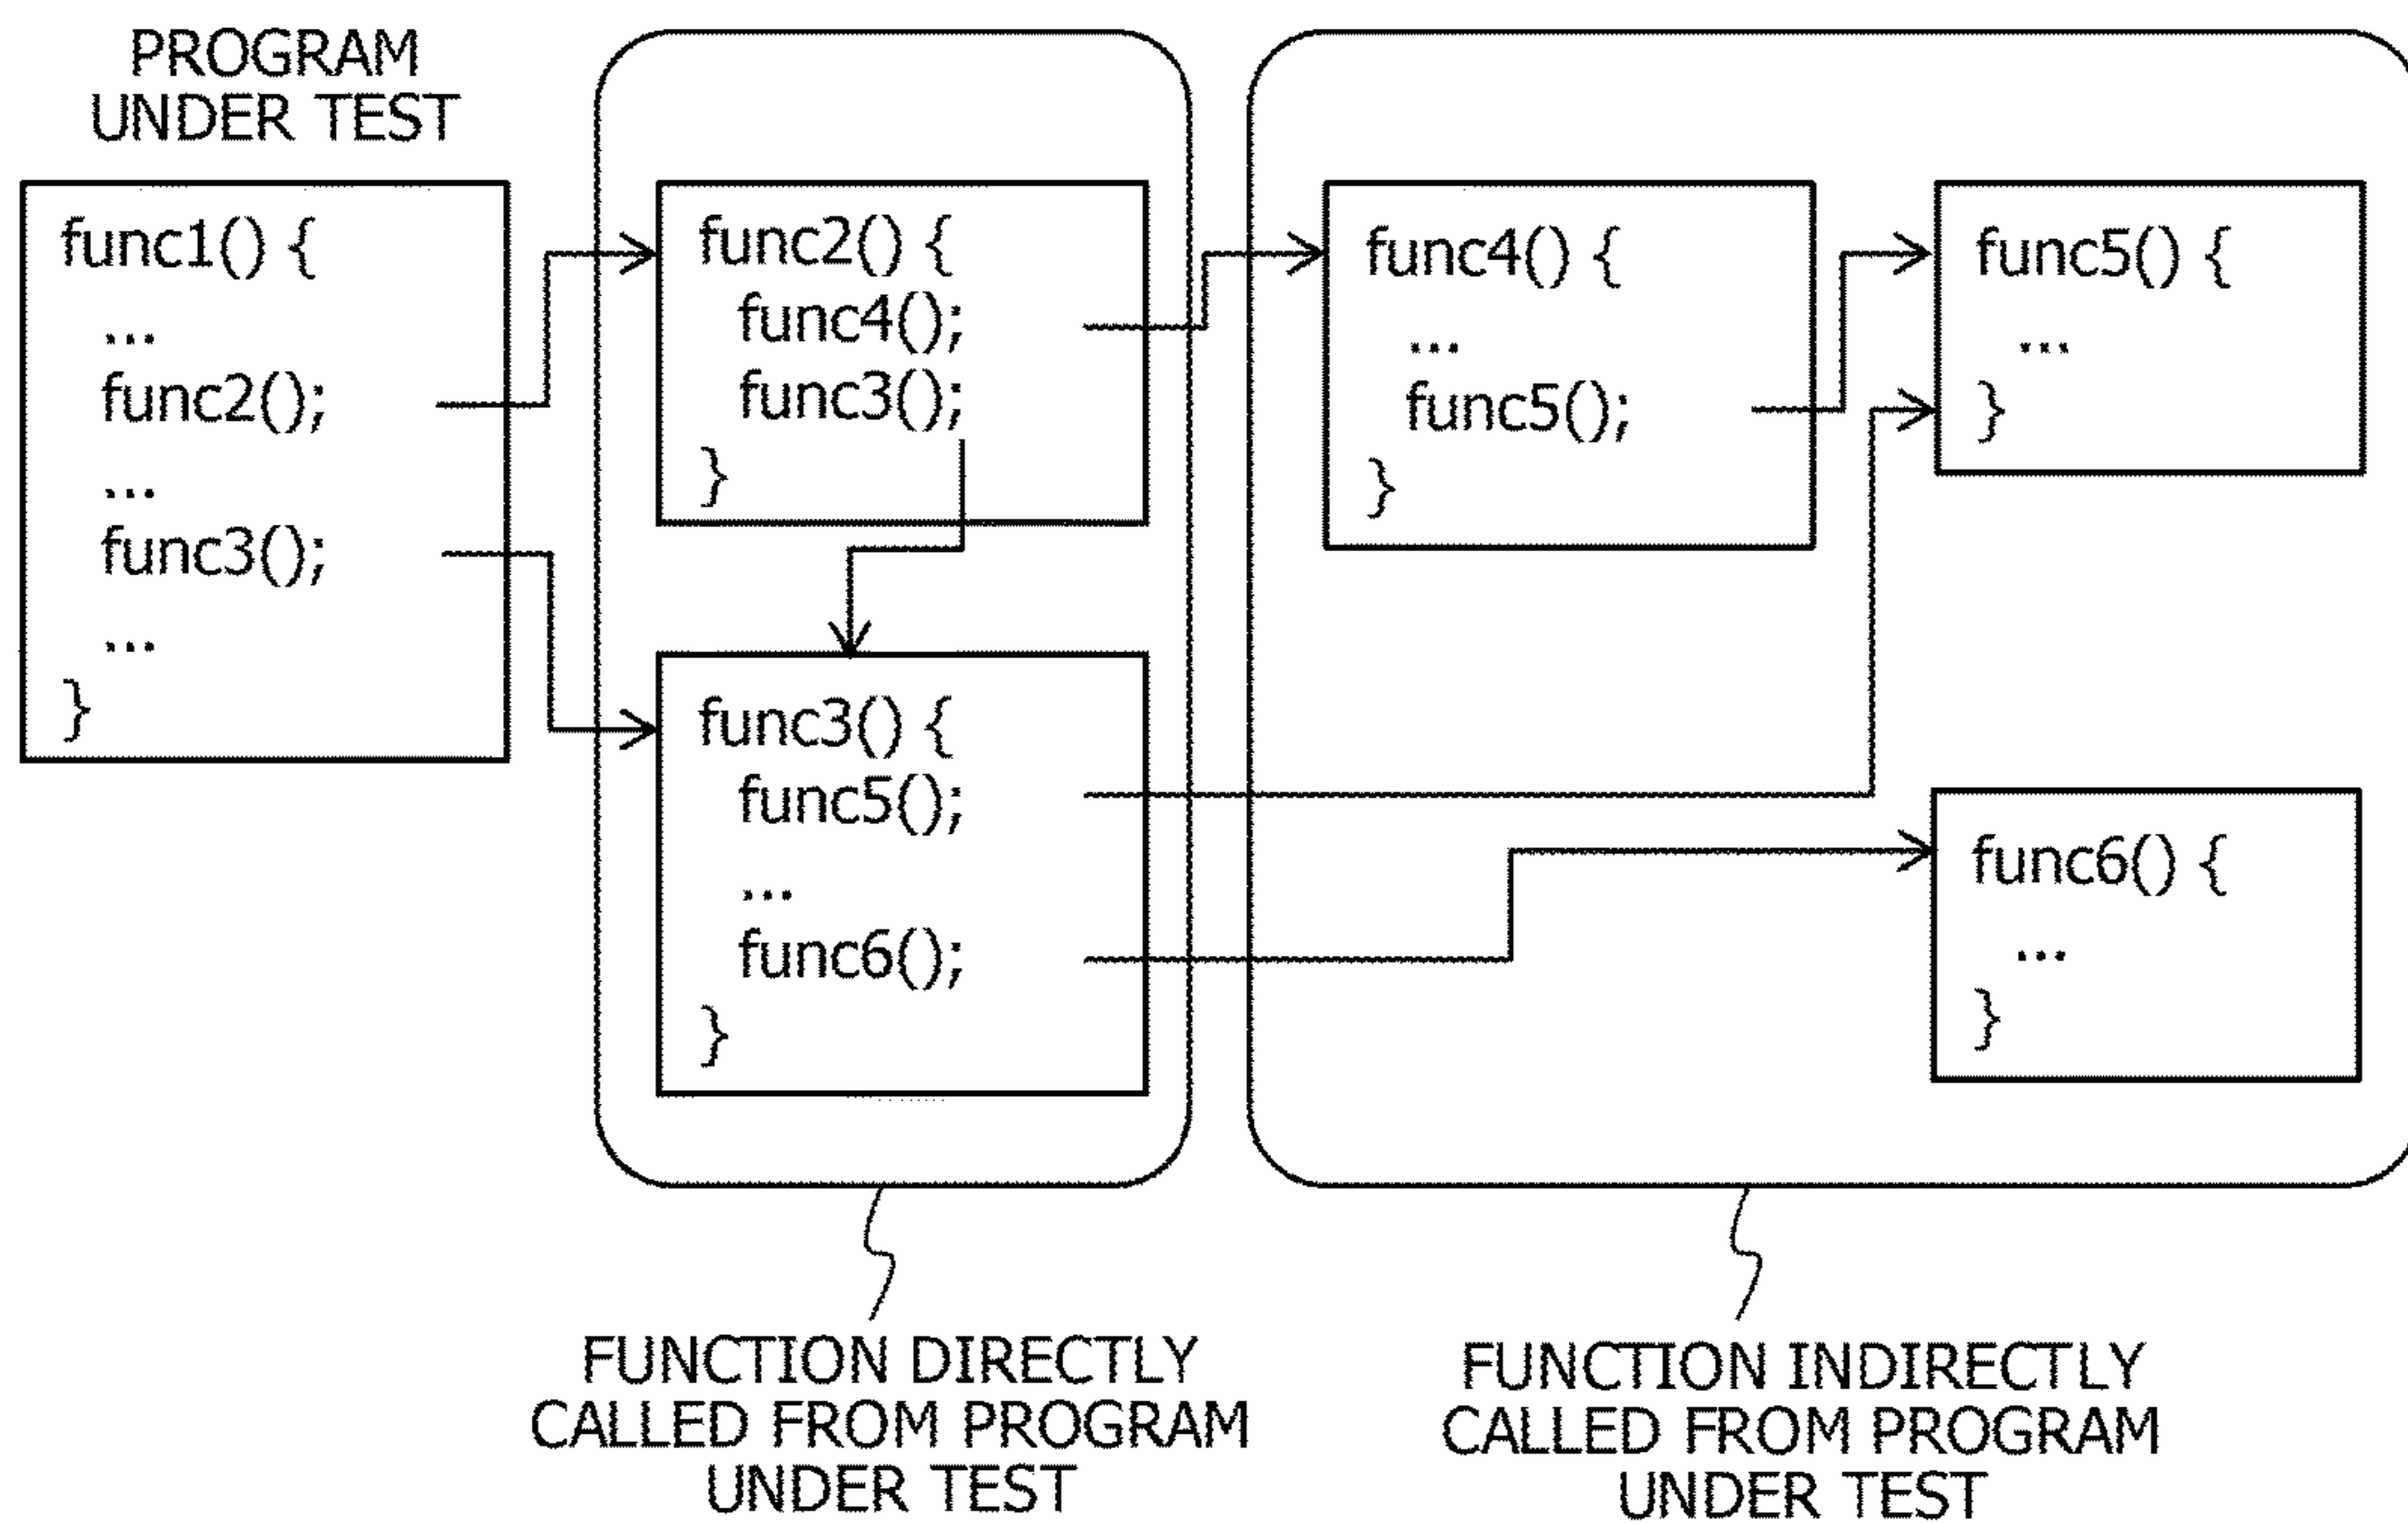 PROGRAM
UNDER TEST
func1() {
...
func2();
...
func3();
...
}
func2() {
func4();
func3();
}
func3() {
func5();
...
func6();
}
func4() {
...
func5();
}
func5() {
...
}
func6() {
...
}
FUNCTION DIRECTLY
CALLED FROM PROGRAM
UNDER TEST
FUNCTION INDIRECTLY
CALLED FROM PROGRAM
UNDER TEST